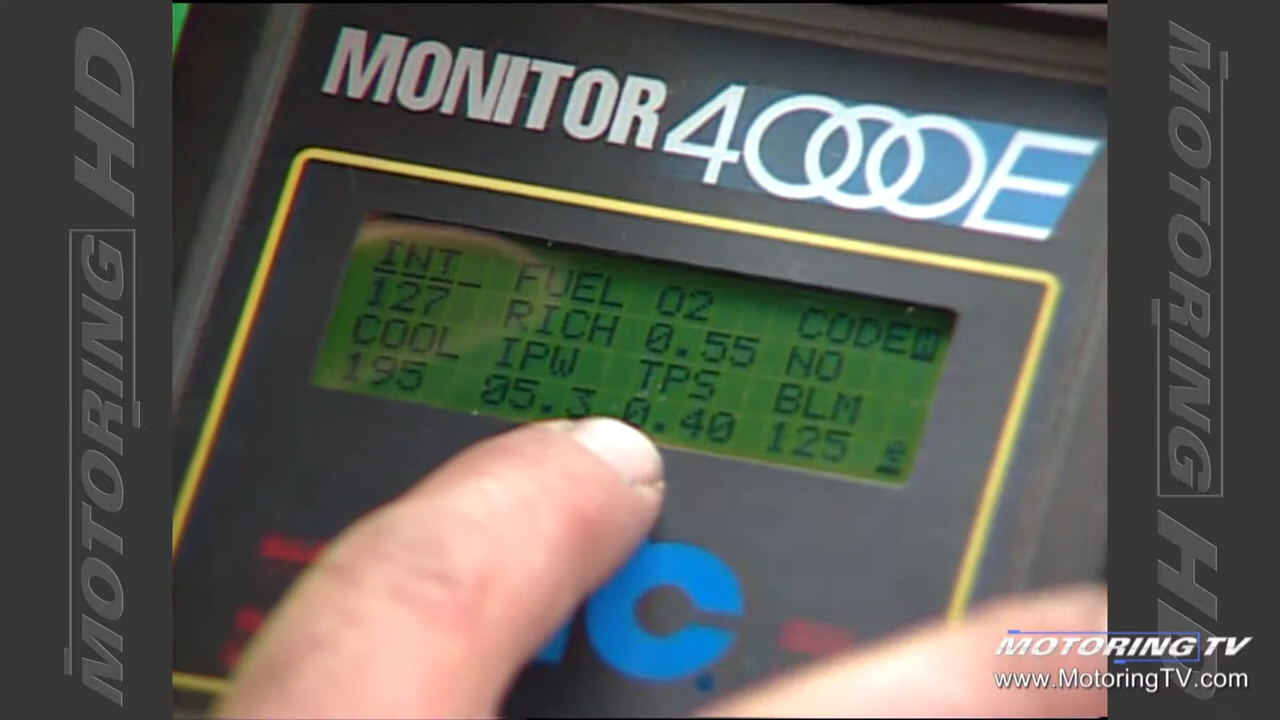 MONITOR 4000E
INT FUEL O2 CODE
127 RICH 0.55 NO
COOL IPW TPS BLM
195 05.3 0.40 125
MOTORING HD
MOTORING HD
MOTORING TV
www.MotoringTV.com